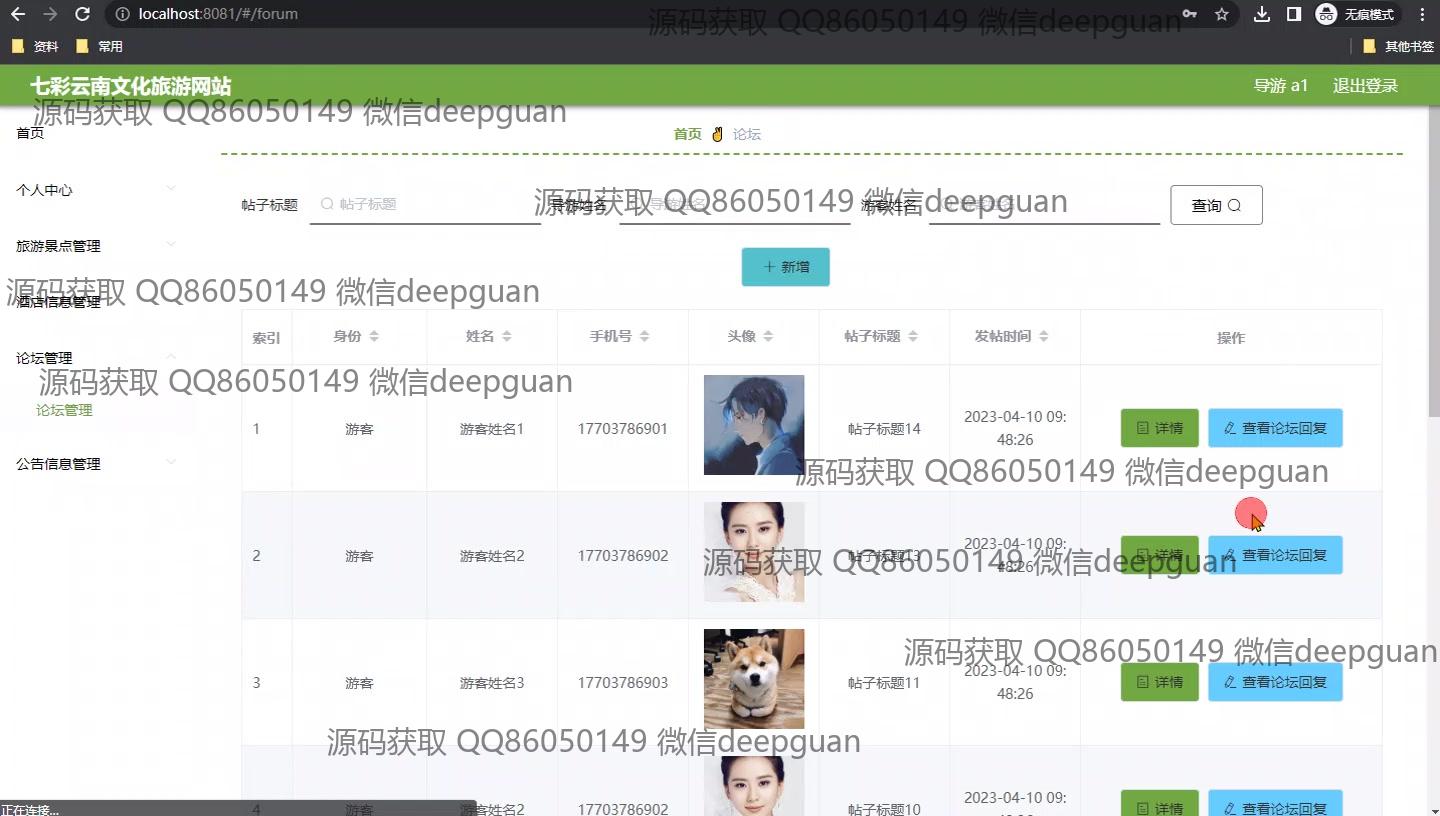 localhost:8081/#/forum
无痕模式
资料 常用 其他书签
七彩云南文化旅游网站 导游 a1 退出登录
源码获取 QQ86050149 微信deepguan
源码获取 QQ86050149 微信deepguan
首页
首页 论坛
个人中心
帖子标题 帖子标题 导游姓名 导游姓名 游客姓名 游客姓名 查询
源码获取 QQ86050149 微信deepguan
旅游景点管理
新增
源码获取 QQ86050149 微信deepguan
酒店信息管理
索引 身份 姓名 手机号 头像 帖子标题 发帖时间 操作
论坛管理
源码获取 QQ86050149 微信deepguan
论坛管理
1 游客 游客姓名1 17703786901 帖子标题14 2023-04-10 09:
48:26 详情 查看论坛回复
公告信息管理
源码获取 QQ86050149 微信deepguan
2 游客 游客姓名2 17703786902 帖子标题13 2023-04-10 09:
48:26 详情 查看论坛回复
源码获取 QQ86050149 微信deepguan
源码获取 QQ86050149 微信deepguan
3 游客 游客姓名3 17703786903 帖子标题11 2023-04-10 09:
48:26 详情 查看论坛回复
源码获取 QQ86050149 微信deepguan
4 游客 游客姓名2 17703786902 帖子标题10 2023-04-10 09:
详情 查看论坛回复
正在连接...